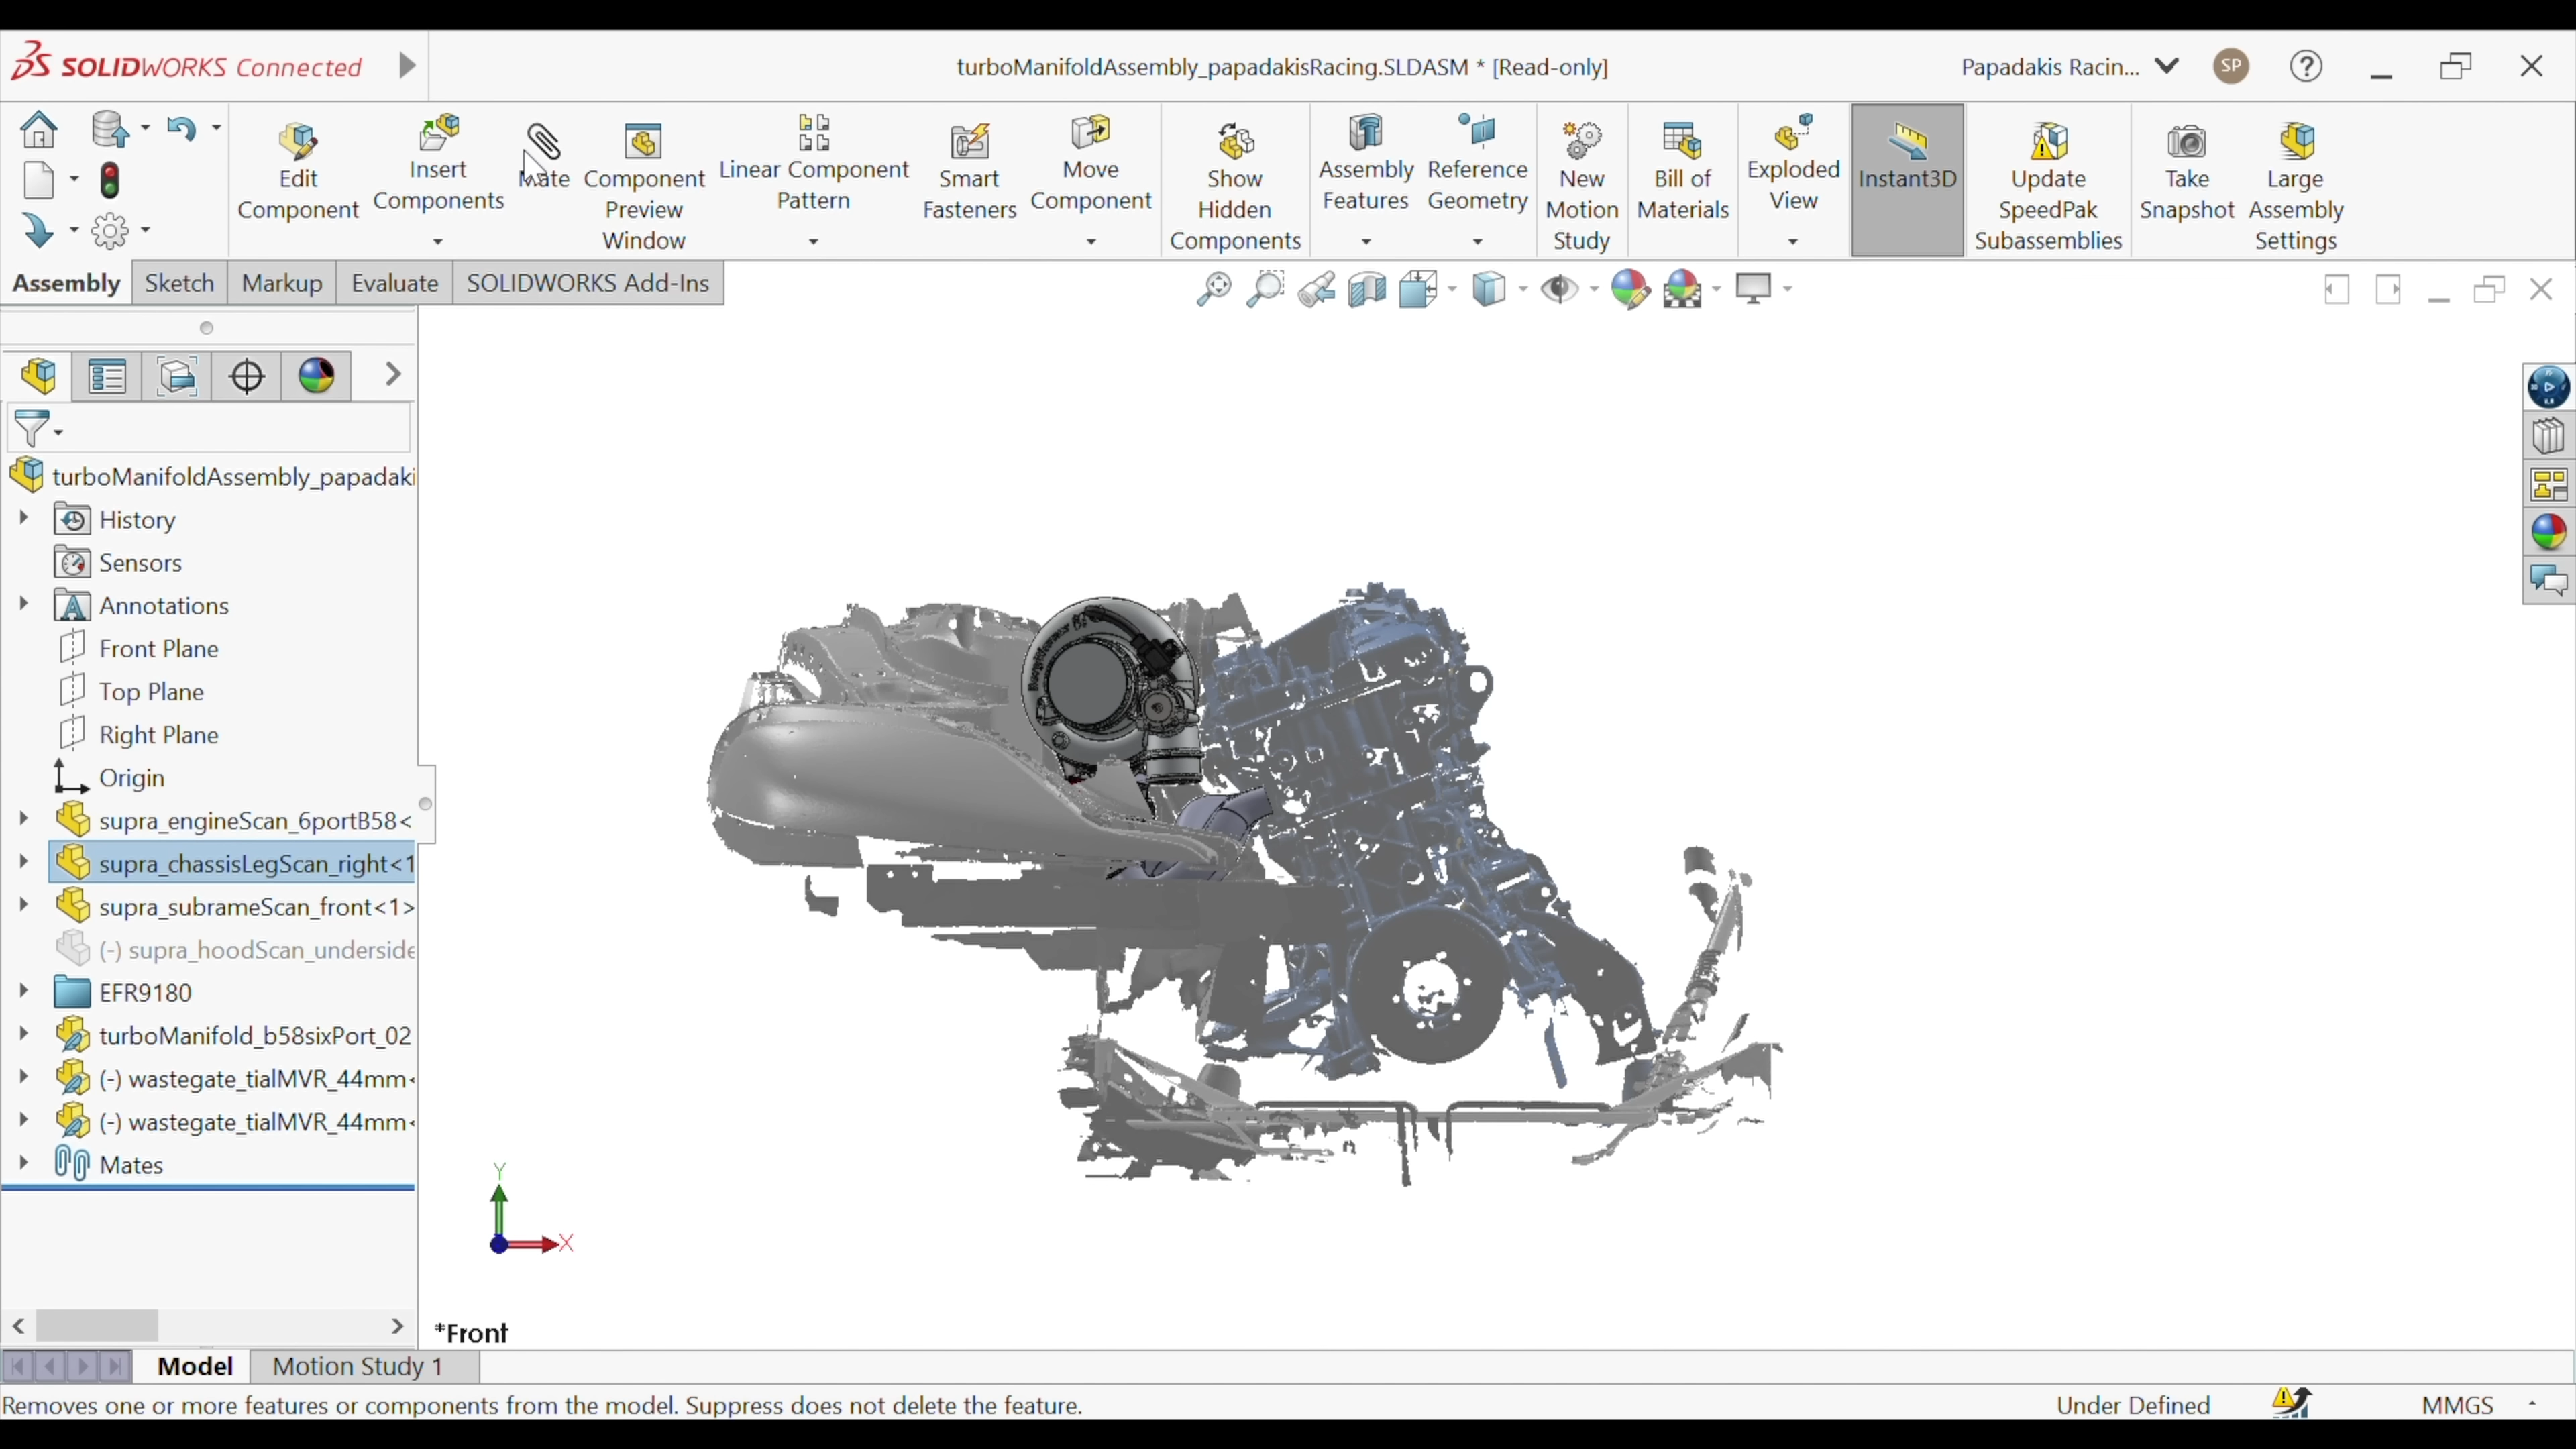 SOLIDWORKS Connected
turboManifoldAssembly_papadakisRacing.SLDASM * [Read-only]
Papadakis Racin...
SP
?
Edit
Component
Insert
Components
Mate
Component
Preview
Window
Linear Component
Pattern
Smart
Fasteners
Move
Component
Show
Hidden
Components
Assembly
Features
Reference
Geometry
New
Motion
Study
Bill of
Materials
Exploded
View
Instant3D
Update
SpeedPak
Subassemblies
Take
Snapshot
Large
Assembly
Settings
Assembly
Sketch
Markup
Evaluate
SOLIDWORKS Add-Ins
turboManifoldAssembly_papadaki
History
Sensors
Annotations
Front Plane
Top Plane
Right Plane
Origin
supra_engineScan_6portB58<
supra_chassisLegScan_right<1
supra_subrameScan_front<1>
(-) supra_hoodScan_underside
EFR9180
turboManifold_b58sixPort_02
(-) wastegate_tialMVR_44mm<
(-) wastegate_tialMVR_44mm<
Mates
Y
X
*Front
Model
Motion Study 1
Removes one or more features or components from the model. Suppress does not delete the feature.
Under Defined
MMGS